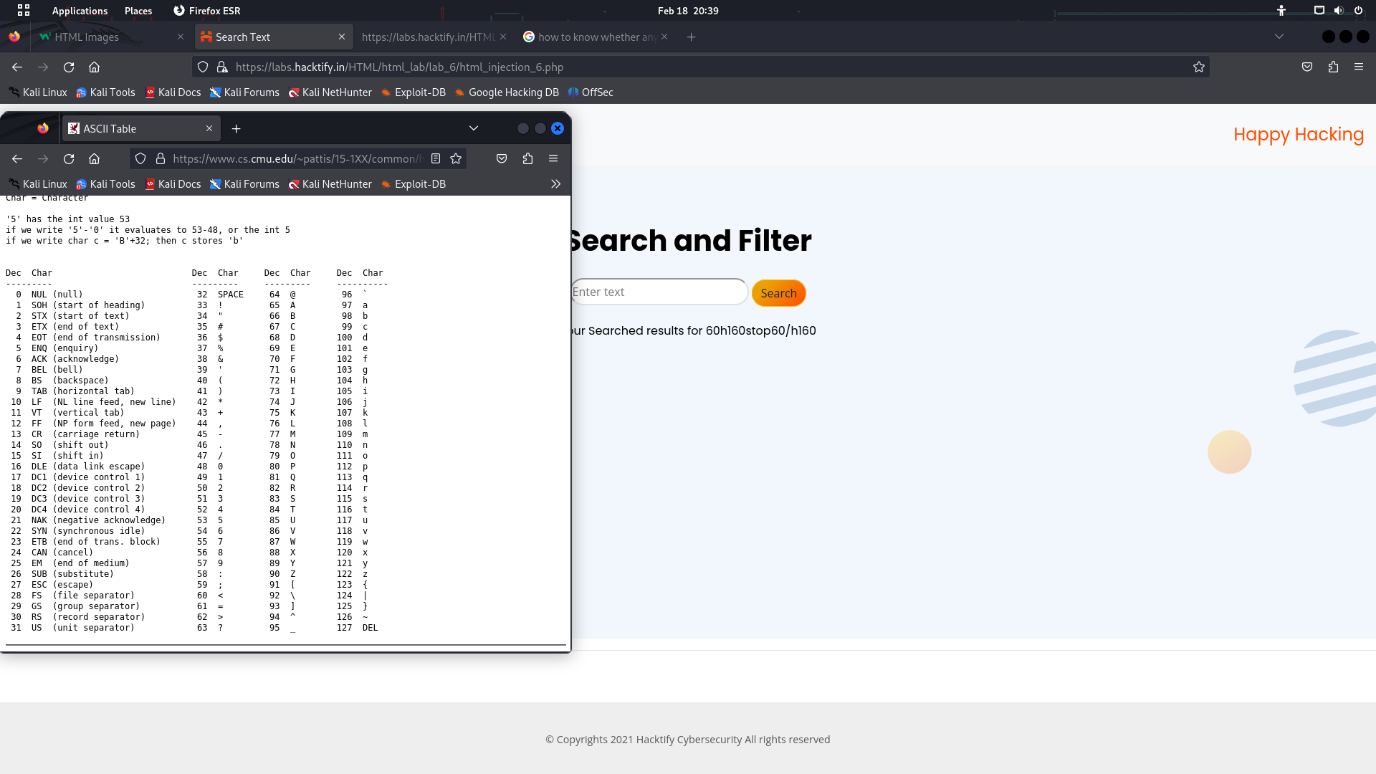 Applications Places Firefox ESR Feb 18 20:39
HTML Images Search Text https://labs.hacktify.in/HTML how to know whether any
https://labs.hacktify.in/HTML/html_lab/lab_6/html_injection_6.php
Kali Linux Kali Tools Kali Docs Kali Forums Kali NetHunter Exploit-DB Google Hacking DB OffSec
Happy Hacking
ASCII Table
https://www.cs.cmu.edu/~pattis/15-1XX/common/
Kali Linux Kali Tools Kali Docs Kali Forums Kali NetHunter Exploit-DB
Char = Character
'5' has the int value 53
if we write '5'-'0' it evaluates to 53-48, or the int 5
if we write char c = 'B'+32; then c stores 'b'
Dec Char Dec Char Dec Char Dec Char
--------- --------- --------- ----------
0 NUL (null) 32 SPACE 64 @ 96 `
1 SOH (start of heading) 33 ! 65 A 97 a
2 STX (start of text) 34 " 66 B 98 b
3 ETX (end of text) 35 # 67 C 99 c
4 EOT (end of transmission) 36 $ 68 D 100 d
5 ENQ (enquiry) 37 % 69 E 101 e
6 ACK (acknowledge) 38 & 70 F 102 f
7 BEL (bell) 39 ' 71 G 103 g
8 BS (backspace) 40 ( 72 H 104 h
9 TAB (horizontal tab) 41 ) 73 I 105 i
10 LF (NL line feed, new line) 42 * 74 J 106 j
11 VT (vertical tab) 43 + 75 K 107 k
12 FF (NP form feed, new page) 44 , 76 L 108 l
13 CR (carriage return) 45 - 77 M 109 m
14 SO (shift out) 46 . 78 N 110 n
15 SI (shift in) 47 / 79 O 111 o
16 DLE (data link escape) 48 0 80 P 112 p
17 DC1 (device control 1) 49 1 81 Q 113 q
18 DC2 (device control 2) 50 2 82 R 114 r
19 DC3 (device control 3) 51 3 83 S 115 s
20 DC4 (device control 4) 52 4 84 T 116 t
21 NAK (negative acknowledge) 53 5 85 U 117 u
22 SYN (synchronous idle) 54 6 86 V 118 v
23 ETB (end of trans. block) 55 7 87 W 119 w
24 CAN (cancel) 56 8 88 X 120 x
25 EM (end of medium) 57 9 89 Y 121 y
26 SUB (substitute) 58 : 90 Z 122 z
27 ESC (escape) 59 ; 91 [ 123 {
28 FS (file separator) 60 < 92 \ 124 |
29 GS (group separator) 61 = 93 ] 125 }
30 RS (record separator) 62 > 94 ^ 126 ~
31 US (unit separator) 63 ? 95 _ 127 DEL
Search and Filter
Enter text Search
our Searched results for 60h160stop60/h160
© Copyrights 2021 Hacktify Cybersecurity All rights reserved